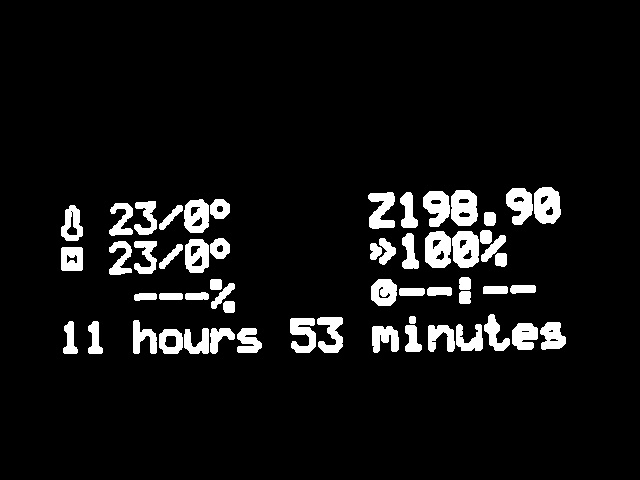 23/0° Z198.90
23/0° »100%
---% --:--
11 hours 53 minutes